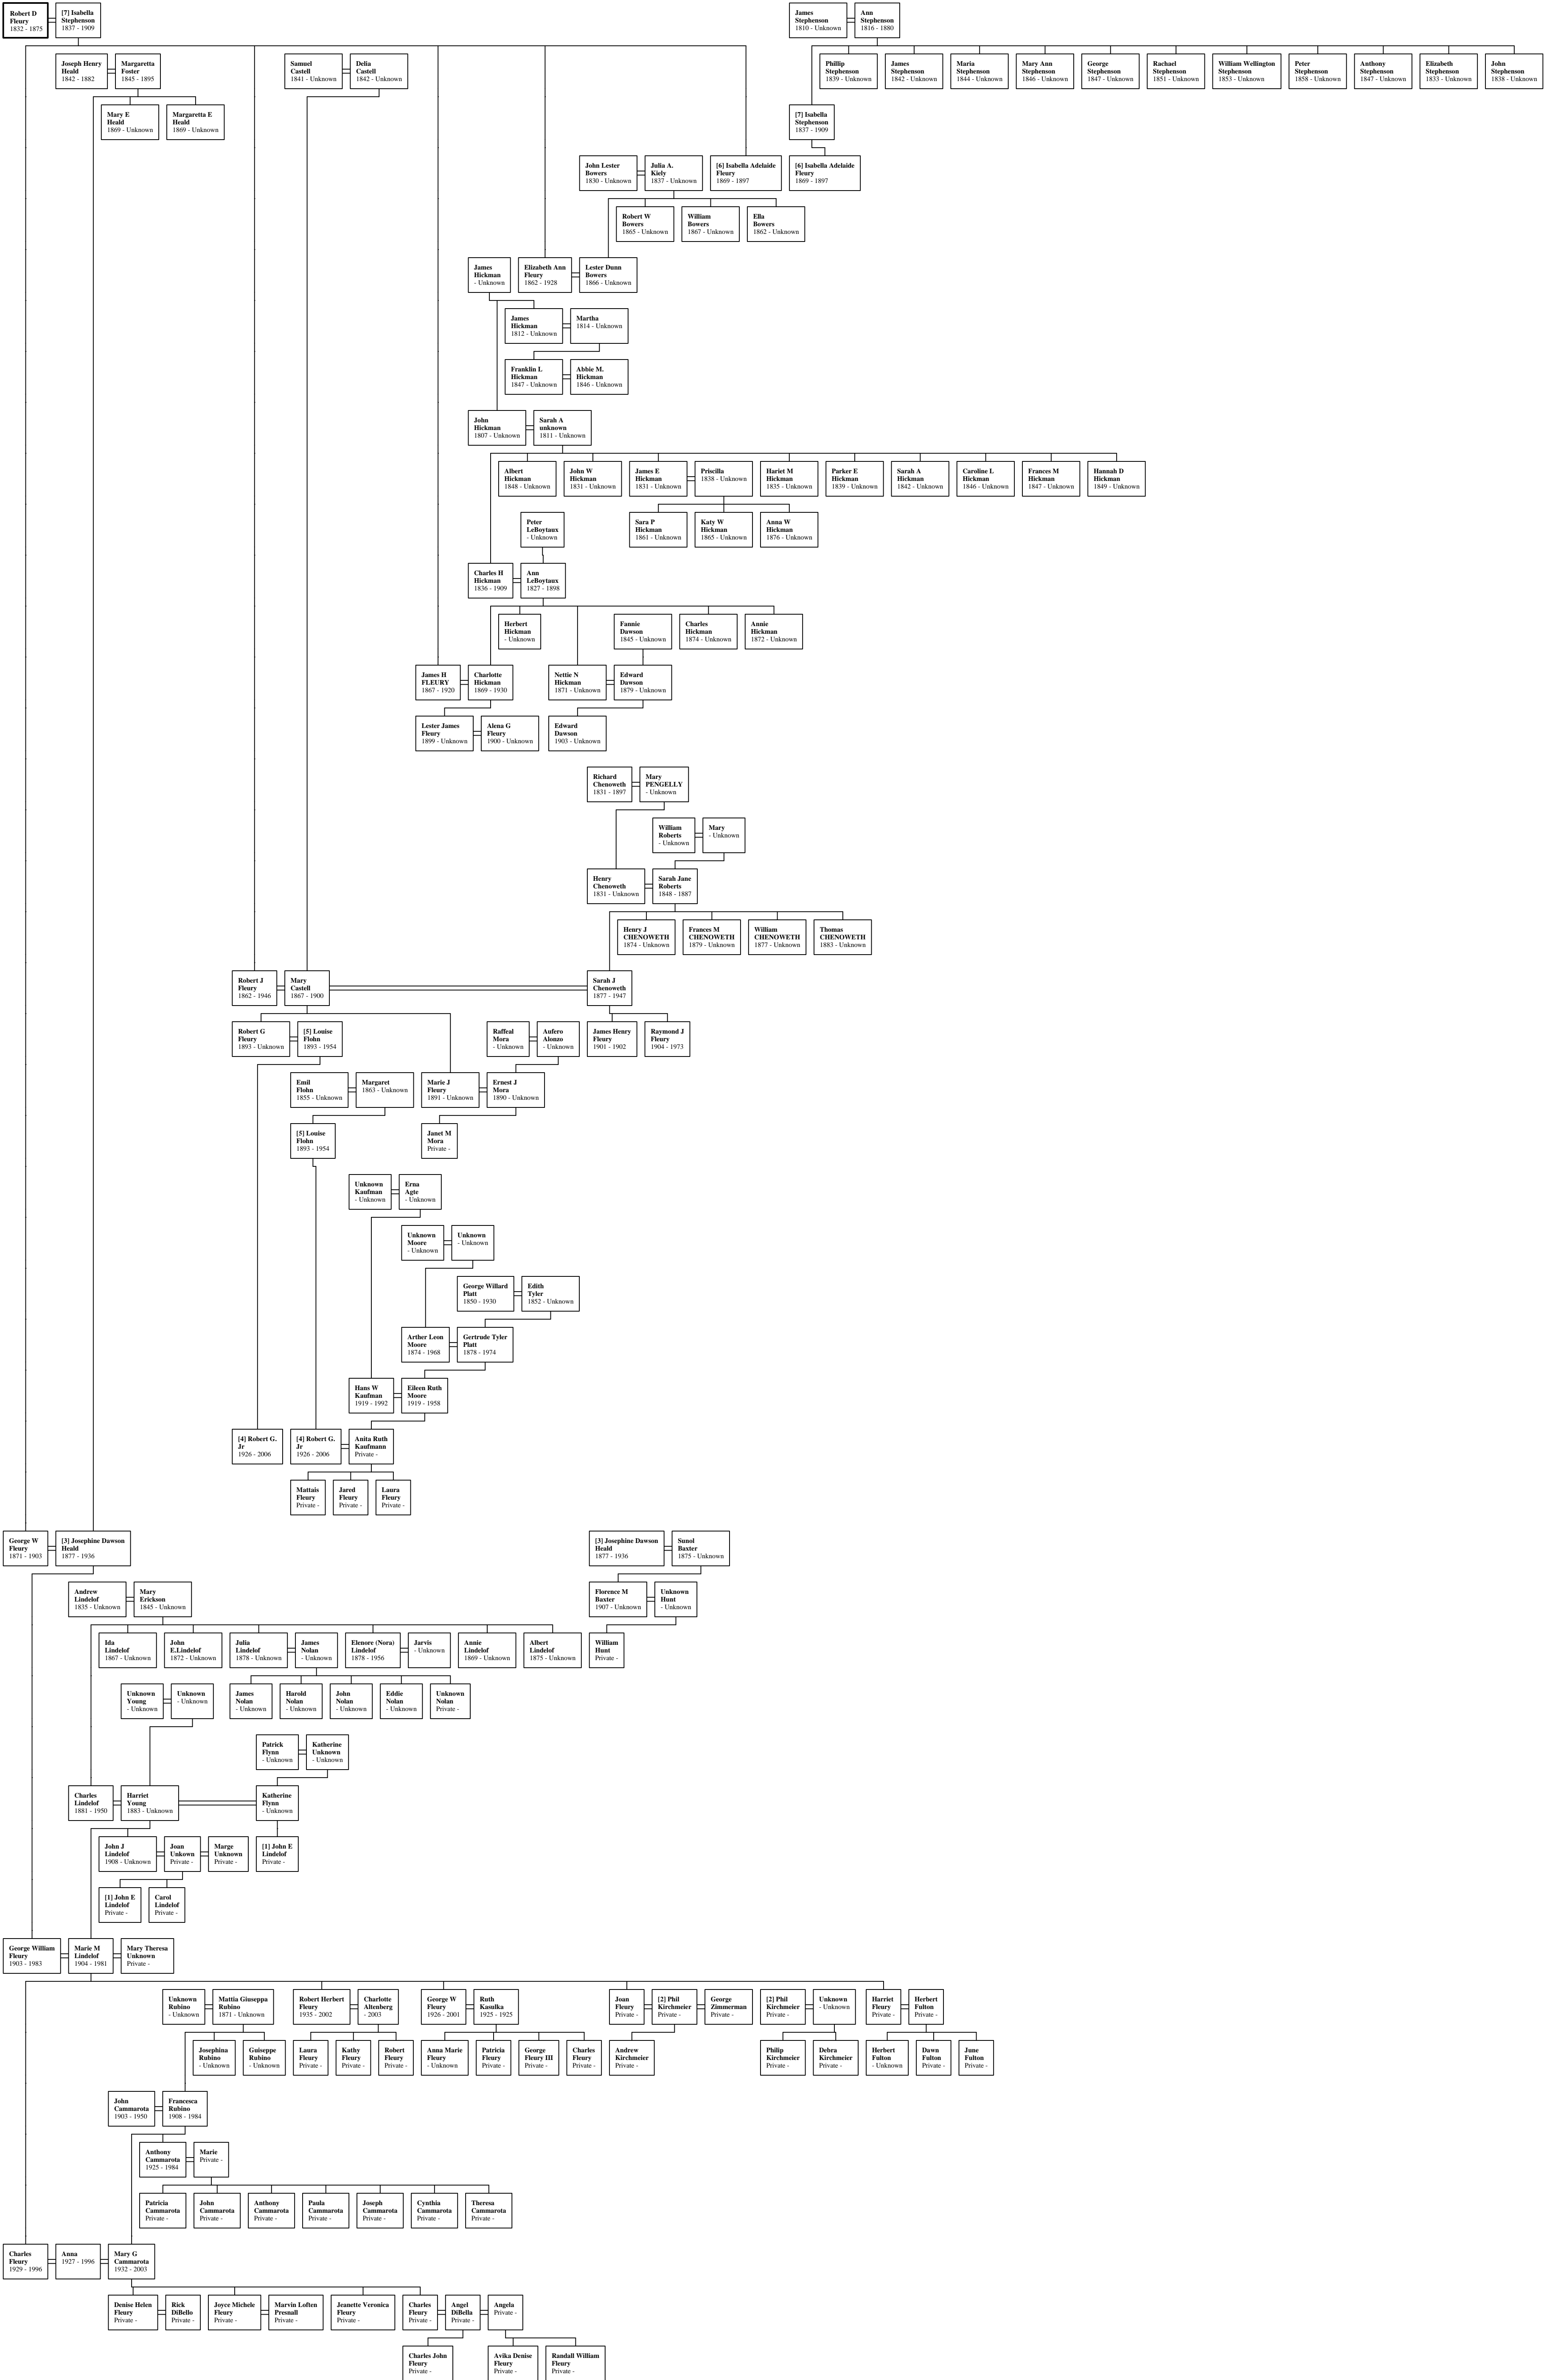 Robert D
Fleury
1832 - 1875
[7] Isabella
Stephenson
1837 - 1909
James
Stephenson
1810 - Unknown
Ann
Stephenson
1816 - 1880
Joseph Henry
Heald
1842 - 1882
Margaretta
Foster
1845 - 1895
Samuel
Castell
1841 - Unknown
Delia
Castell
1842 - Unknown
Phillip
Stephenson
1839 - Unknown
James
Stephenson
1842 - Unknown
Maria
Stephenson
1844 - Unknown
Mary Ann
Stephenson
1846 - Unknown
George
Stephenson
1847 - Unknown
Rachael
Stephenson
1851 - Unknown
William Wellington
Stephenson
1853 - Unknown
Peter
Stephenson
1858 - Unknown
Anthony
Stephenson
1847 - Unknown
Elizabeth
Stephenson
1833 - Unknown
John
Stephenson
1838 - Unknown
Mary E
Heald
1869 - Unknown
Margaretta E
Heald
1869 - Unknown
[7] Isabella
Stephenson
1837 - 1909
John Lester
Bowers
1830 - Unknown
Julia A.
Kiely
1837 - Unknown
[6] Isabella Adelaide
Fleury
1869 - 1897
[6] Isabella Adelaide
Fleury
1869 - 1897
Robert W
Bowers
1865 - Unknown
William
Bowers
1867 - Unknown
Ella
Bowers
1862 - Unknown
James
Hickman
- Unknown
Elizabeth Ann
Fleury
1862 - 1928
Lester Dunn
Bowers
1866 - Unknown
James
Hickman
1812 - Unknown
Martha
1814 - Unknown
Franklin L
Hickman
1847 - Unknown
Abbie M.
Hickman
1846 - Unknown
John
Hickman
1807 - Unknown
Sarah A
unknown
1811 - Unknown
Albert
Hickman
1848 - Unknown
John W
Hickman
1831 - Unknown
James E
Hickman
1831 - Unknown
Priscilla
1838 - Unknown
Hariet M
Hickman
1835 - Unknown
Parker E
Hickman
1839 - Unknown
Sarah A
Hickman
1842 - Unknown
Caroline L
Hickman
1846 - Unknown
Frances M
Hickman
1847 - Unknown
Hannah D
Hickman
1849 - Unknown
Peter
LeBoytaux
- Unknown
Sara P
Hickman
1861 - Unknown
Katy W
Hickman
1865 - Unknown
Anna W
Hickman
1876 - Unknown
Charles H
Hickman
1836 - 1909
Ann
LeBoytaux
1827 - 1898
Herbert
Hickman
- Unknown
Fannie
Dawson
1845 - Unknown
Charles
Hickman
1874 - Unknown
Annie
Hickman
1872 - Unknown
James H
FLEURY
1867 - 1920
Charlotte
Hickman
1869 - 1930
Nettie N
Hickman
1871 - Unknown
Edward
Dawson
1879 - Unknown
Lester James
Fleury
1899 - Unknown
Alena G
Fleury
1900 - Unknown
Edward
Dawson
1903 - Unknown
Richard
Chenoweth
1831 - 1897
Mary
PENGELLY
- Unknown
William
Roberts
- Unknown
Mary
- Unknown
Henry
Chenoweth
1831 - Unknown
Sarah Jane
Roberts
1848 - 1887
Henry J
CHENOWETH
1874 - Unknown
Frances M
CHENOWETH
1879 - Unknown
William
CHENOWETH
1877 - Unknown
Thomas
CHENOWETH
1883 - Unknown
Robert J
Fleury
1862 - 1946
Mary
Castell
1867 - 1900
Sarah J
Chenoweth
1877 - 1947
Robert G
Fleury
1893 - Unknown
[5] Louise
Flohn
1893 - 1954
Raffeal
Mora
- Unknown
Aufero
Alonzo
- Unknown
James Henry
Fleury
1901 - 1902
Raymond J
Fleury
1904 - 1973
Emil
Flohn
1855 - Unknown
Margaret
1863 - Unknown
Marie J
Fleury
1891 - Unknown
Ernest J
Mora
1890 - Unknown
[5] Louise
Flohn
1893 - 1954
Janet M
Mora
Private -
Unknown
Kaufman
- Unknown
Erna
Agte
- Unknown
Unknown
Moore
- Unknown
Unknown
- Unknown
George Willard
Platt
1850 - 1930
Edith
Tyler
1852 - Unknown
Arther Leon
Moore
1874 - 1968
Gertrude Tyler
Platt
1878 - 1974
Hans W
Kaufman
1919 - 1992
Eileen Ruth
Moore
1919 - 1958
[4] Robert G.
Jr
1926 - 2006
[4] Robert G.
Jr
1926 - 2006
Anita Ruth
Kaufmann
Private -
Mattais
Fleury
Private -
Jared
Fleury
Private -
Laura
Fleury
Private -
George W
Fleury
1871 - 1903
[3] Josephine Dawson
Heald
1877 - 1936
[3] Josephine Dawson
Heald
1877 - 1936
Sunol
Baxter
1875 - Unknown
Andrew
Lindelof
1835 - Unknown
Mary
Erickson
1845 - Unknown
Florence M
Baxter
1907 - Unknown
Unknown
Hunt
- Unknown
Ida
Lindelof
1867 - Unknown
John
E.Lindelof
1872 - Unknown
Julia
Lindelof
1878 - Unknown
James
Nolan
- Unknown
Elenore (Nora)
Lindelof
1878 - 1956
Jarvis
- Unknown
Annie
Lindelof
1869 - Unknown
Albert
Lindelof
1875 - Unknown
William
Hunt
Private -
Unknown
Young
- Unknown
Unknown
- Unknown
James
Nolan
- Unknown
Harold
Nolan
- Unknown
John
Nolan
- Unknown
Eddie
Nolan
- Unknown
Unknown
Nolan
Private -
Patrick
Flynn
- Unknown
Katherine
Unknown
- Unknown
Charles
Lindelof
1881 - 1950
Harriet
Young
1883 - Unknown
Katherine
Flynn
- Unknown
John J
Lindelof
1908 - Unknown
Joan
Unkown
Private -
Marge
Unknown
Private -
[1] John E
Lindelof
Private -
[1] John E
Lindelof
Private -
Carol
Lindelof
Private -
George William
Fleury
1903 - 1983
Marie M
Lindelof
1904 - 1981
Mary Theresa
Unknown
Private -
Unknown
Rubino
- Unknown
Mattia Giuseppa
Rubino
1871 - Unknown
Robert Herbert
Fleury
1935 - 2002
Charlotte
Altenberg
- 2003
George W
Fleury
1926 - 2001
Ruth
Kasulka
1925 - 1925
Joan
Fleury
Private -
[2] Phil
Kirchmeier
Private -
George
Zimmerman
Private -
[2] Phil
Kirchmeier
Private -
Unknown
- Unknown
Harriet
Fleury
Private -
Herbert
Fulton
Private -
Josephina
Rubino
- Unknown
Guiseppe
Rubino
- Unknown
Laura
Fleury
Private -
Kathy
Fleury
Private -
Robert
Fleury
Private -
Anna Marie
Fleury
- Unknown
Patricia
Fleury
Private -
George
Fleury III
Private -
Charles
Fleury
Private -
Andrew
Kirchmeier
Private -
Philip
Kirchmeier
Private -
Debra
Kirchmeier
Private -
Herbert
Fulton
- Unknown
Dawn
Fulton
Private -
June
Fulton
Private -
John
Cammarota
1903 - 1950
Francesca
Rubino
1908 - 1984
Anthony
Cammarota
1925 - 1984
Marie
Private -
Patricia
Cammarota
Private -
John
Cammarota
Private -
Anthony
Cammarota
Private -
Paula
Cammarota
Private -
Joseph
Cammarota
Private -
Cynthia
Cammarota
Private -
Theresa
Cammarota
Private -
Charles
Fleury
1929 - 1996
Anna
1927 - 1996
Mary G
Cammarota
1932 - 2003
Denise Helen
Fleury
Private -
Rick
DiBello
Private -
Joyce Michele
Fleury
Private -
Marvin Loften
Presnall
Private -
Jeanette Veronica
Fleury
Private -
Charles
Fleury
Private -
Angel
DiBella
Private -
Angela
Private -
Charles John
Fleury
Private -
Avika Denise
Fleury
Private -
Randall William
Fleury
Private -